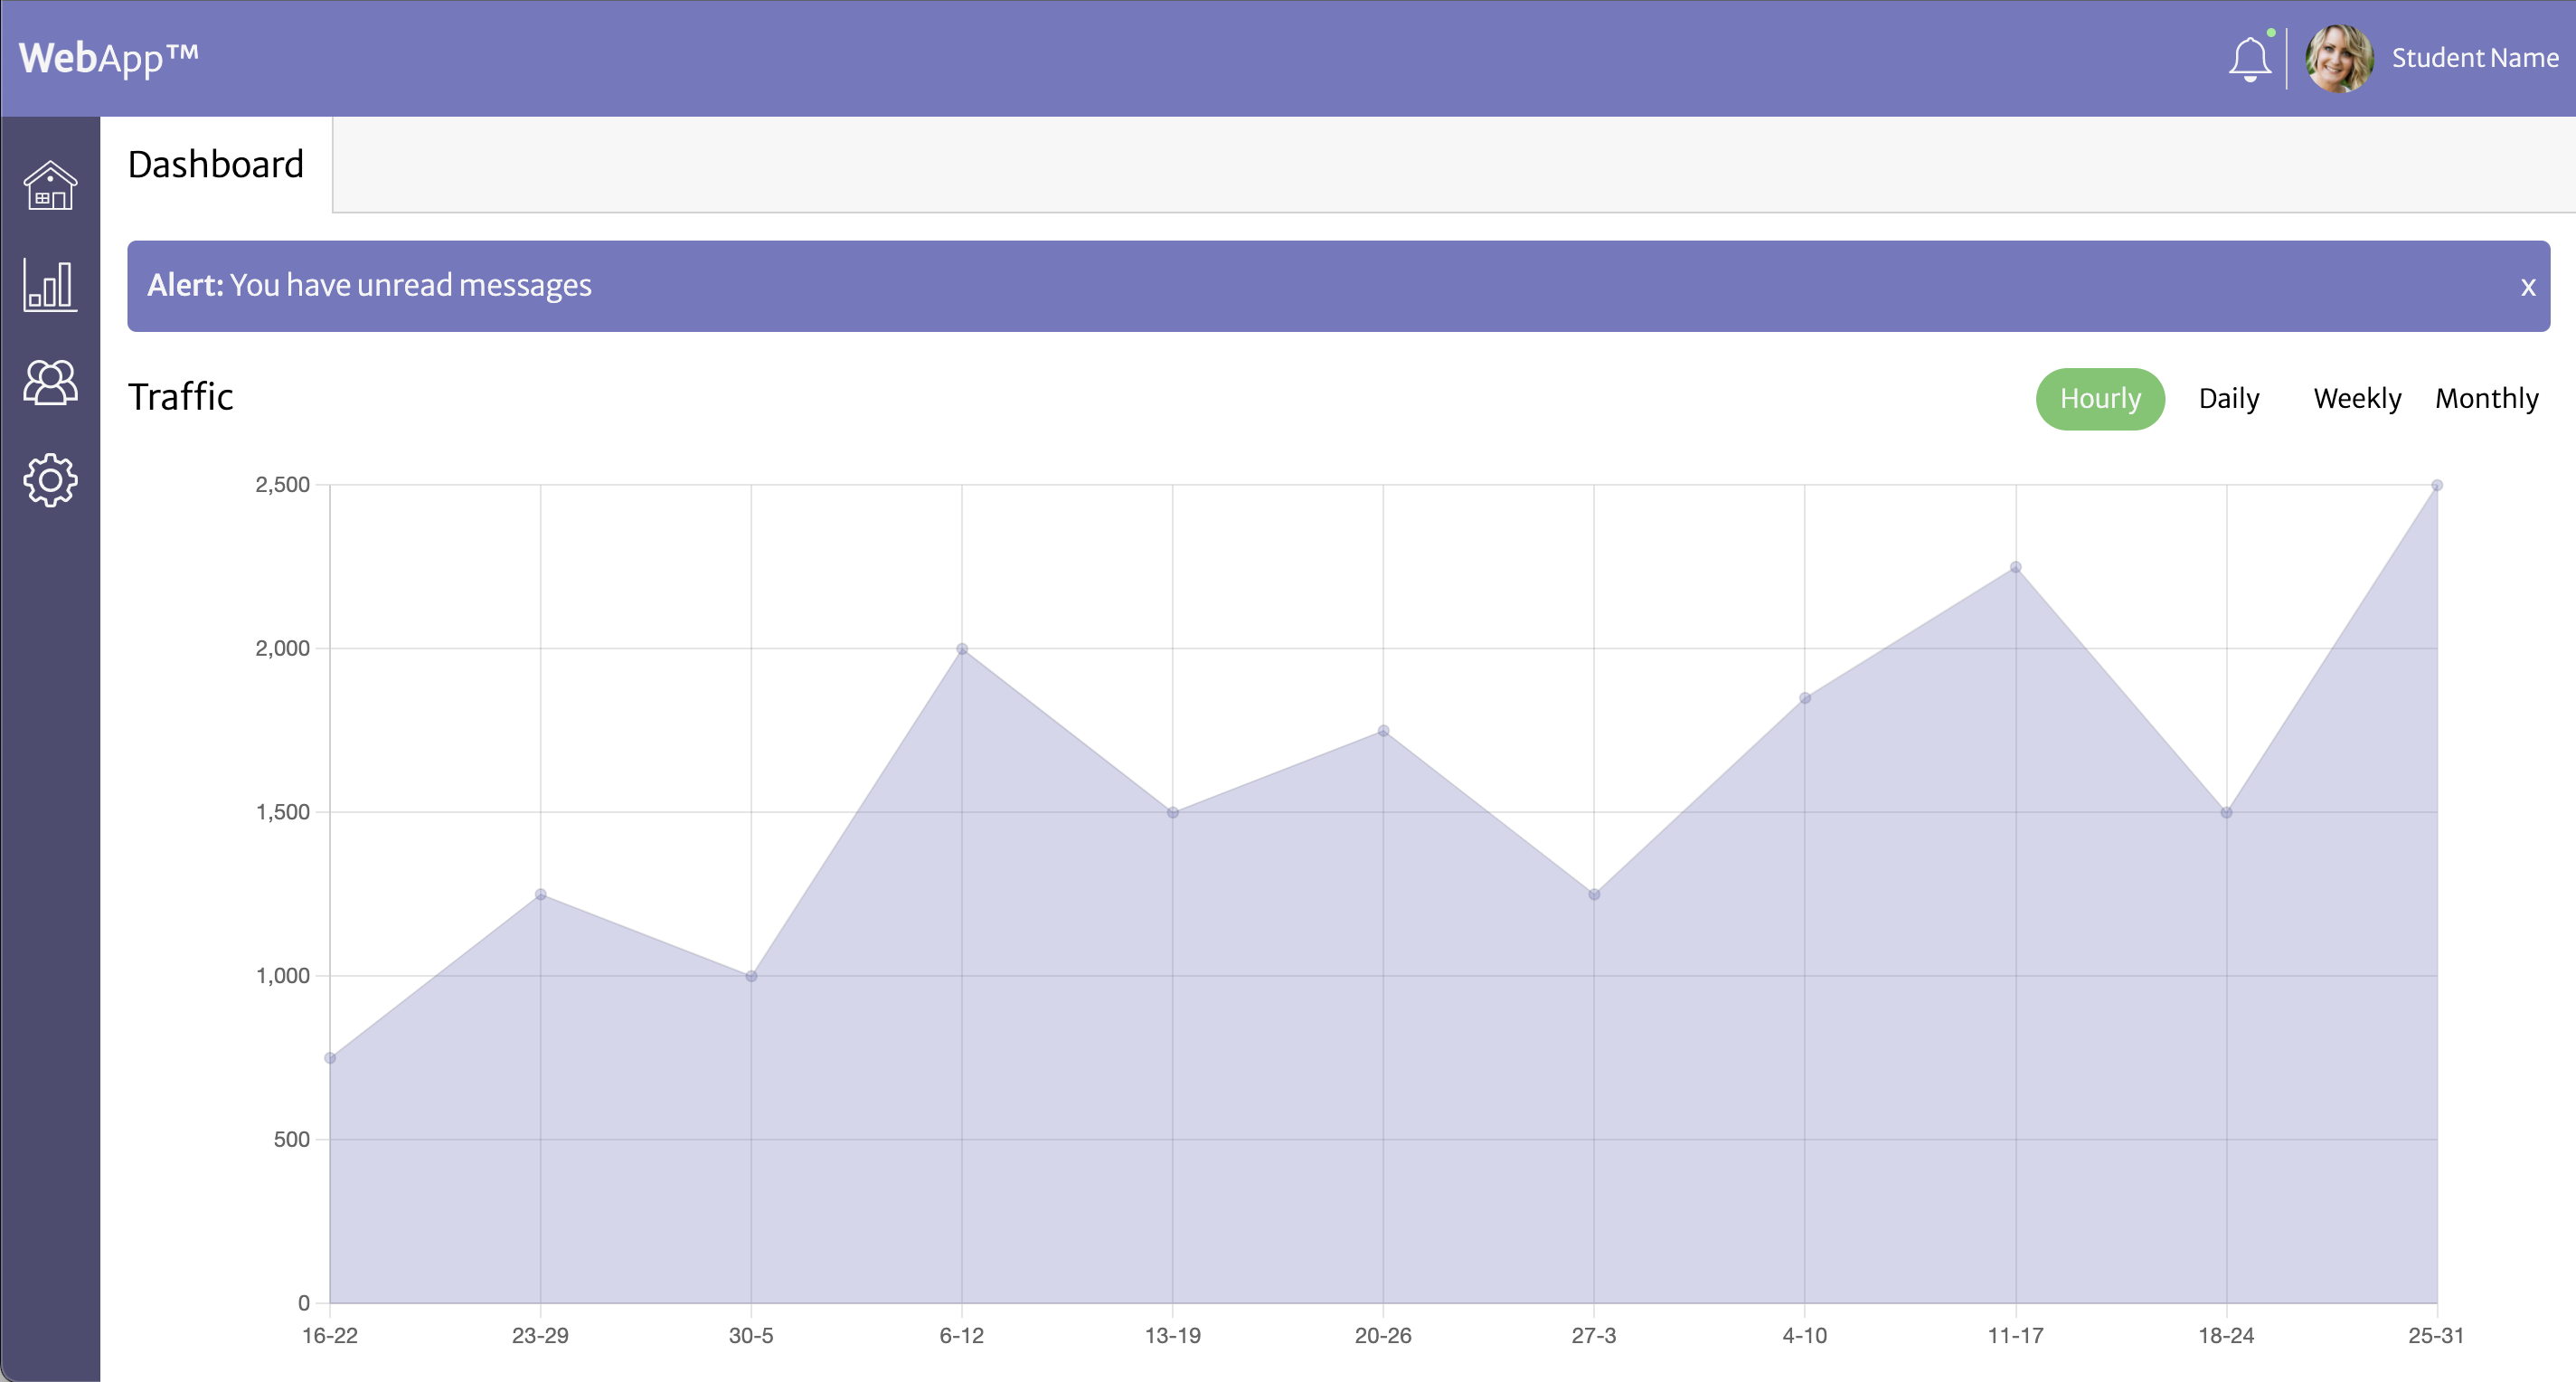 WebApp™
Student Name
Dashboard
Alert: You have unread messages
x
Traffic
Hourly Daily Weekly Monthly
2,500
2,000
1,500
1,000
500
0
16-22 23-29 30-5 6-12 13-19 20-26 27-3 4-10 11-17 18-24 25-31